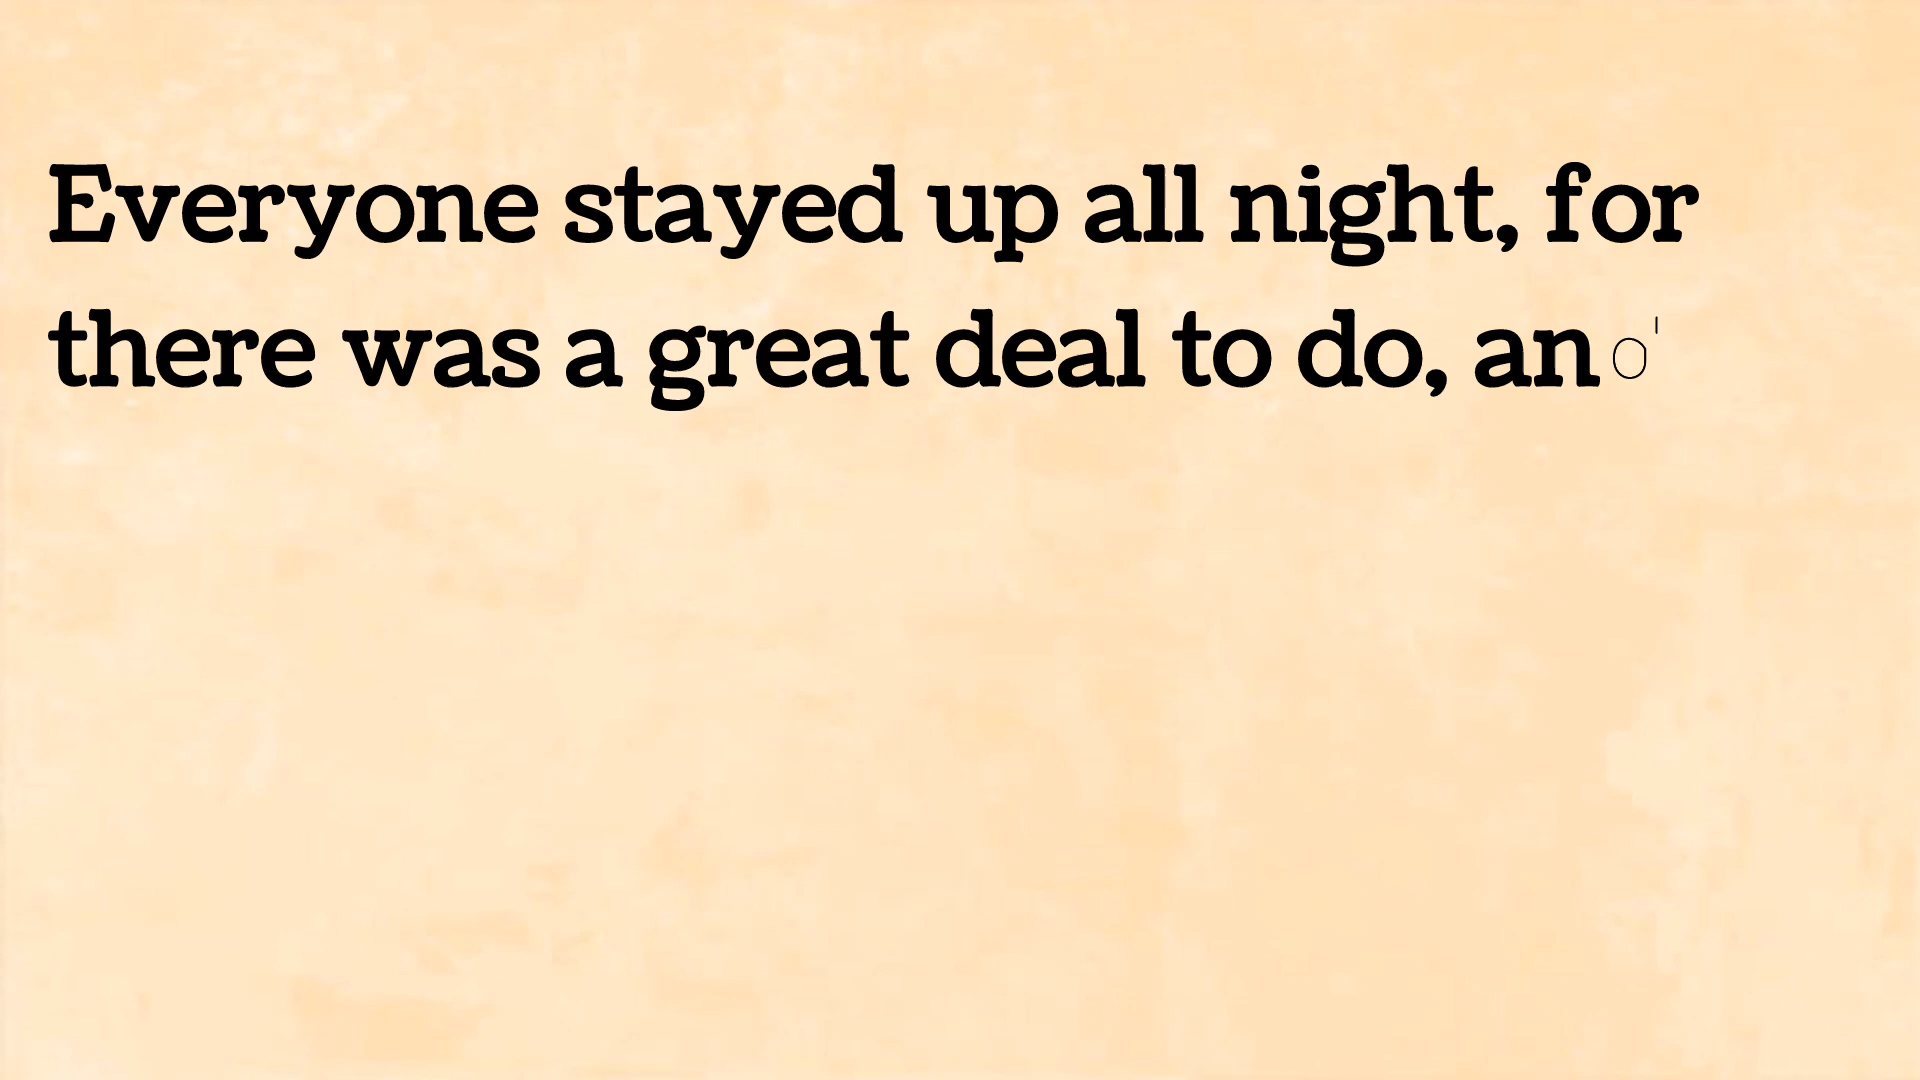 Everyone stayed up all night, for
there was a great deal to do, an